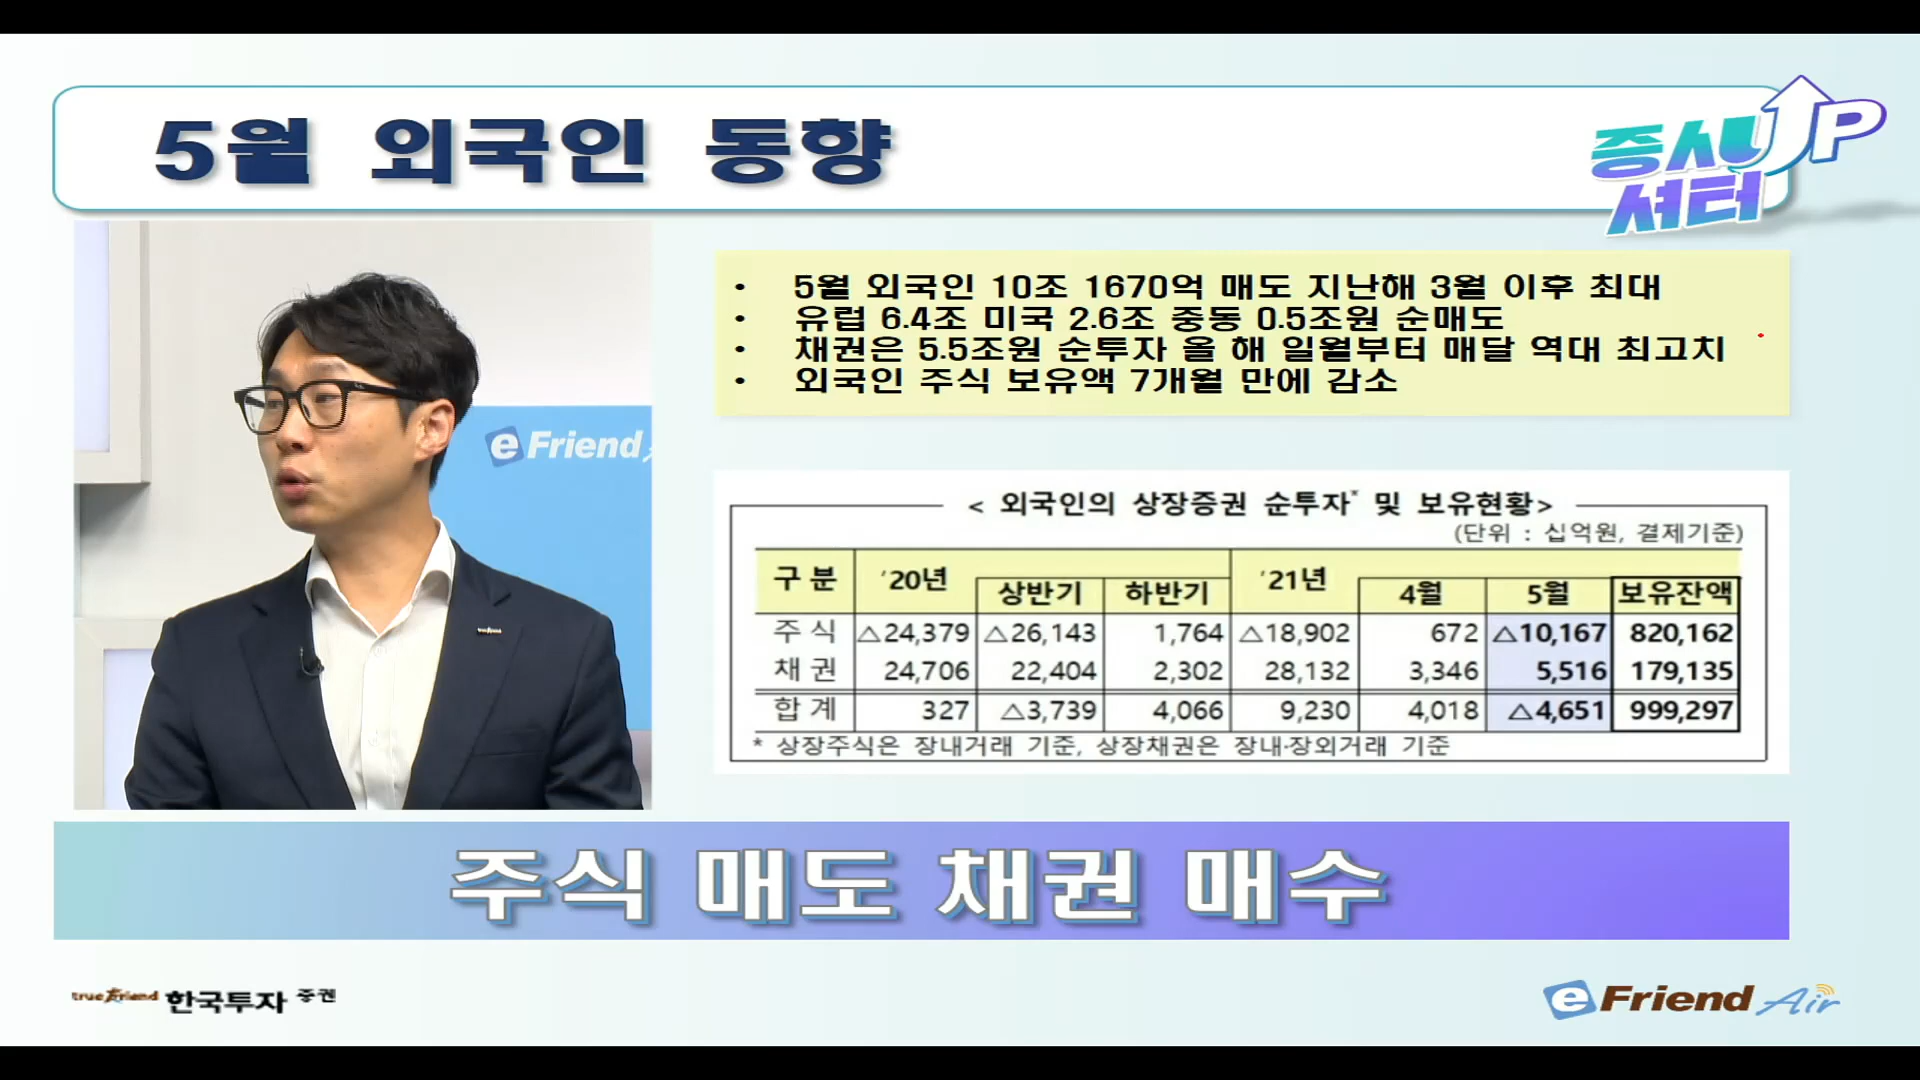 5월 외국인 동향
증시UP
셔터
• 5월 외국인 10조 1670억 매도 지난해 3월 이후 최대
• 유럽 6.4조 미국 2.6조 중동 0.5조원 순매도
• 채권은 5.5조원 순투자 올 해 일월부터 매달 역대 최고치
• 외국인 주식 보유액 7개월 만에 감소
e Friend
< 외국인의 상장증권 순투자* 및 보유현황>
(단위 : 십억원, 결제기준)
구 분 '20년 상반기 하반기 '21년 4월 5월 보유잔액
주 식 △24,379 △26,143 1,764 △18,902 672 △10,167 820,162
채 권 24,706 22,404 2,302 28,132 3,346 5,516 179,135
합 계 327 △3,739 4,066 9,230 4,018 △4,651 999,297
* 상장주식은 장내거래 기준, 상장채권은 장내·장외거래 기준
주식 매도 채권 매수
true Friend 한국투자 증권
e Friend Air